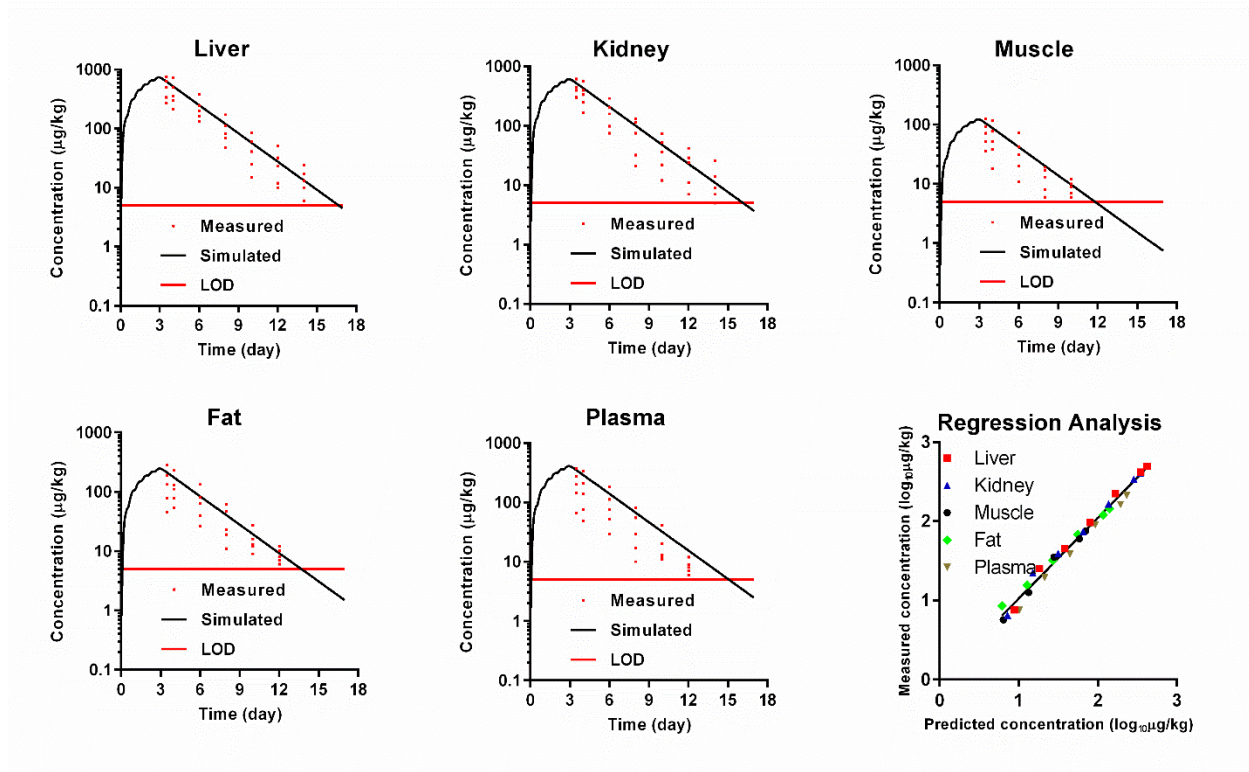 Liver
Concentration (µg/kg)
1000
100
10
1
0.1
Measured
Simulated
LOD
0 3 6 9 12 15 18
Time (day)
Kidney
Concentration (µg/kg)
1000
100
10
1
0.1
Measured
Simulated
LOD
0 3 6 9 12 15 18
Time (day)
Muscle
Concentration (µg/kg)
1000
100
10
1
0.1
Measured
Simulated
LOD
0 3 6 9 12 15 18
Time (day)
Fat
Concentration (µg/kg)
1000
100
10
1
0.1
Measured
Simulated
LOD
0 3 6 9 12 15 18
Time (day)
Plasma
Concentration (µg/kg)
1000
100
10
1
0.1
Measured
Simulated
LOD
0 3 6 9 12 15 18
Time (day)
Regression Analysis
Measured concentration (log₁₀µg/kg)
3
2
1
0
Liver
Kidney
Muscle
Fat
Plasma
0 1 2 3
Predicted concentration (log₁₀µg/kg)